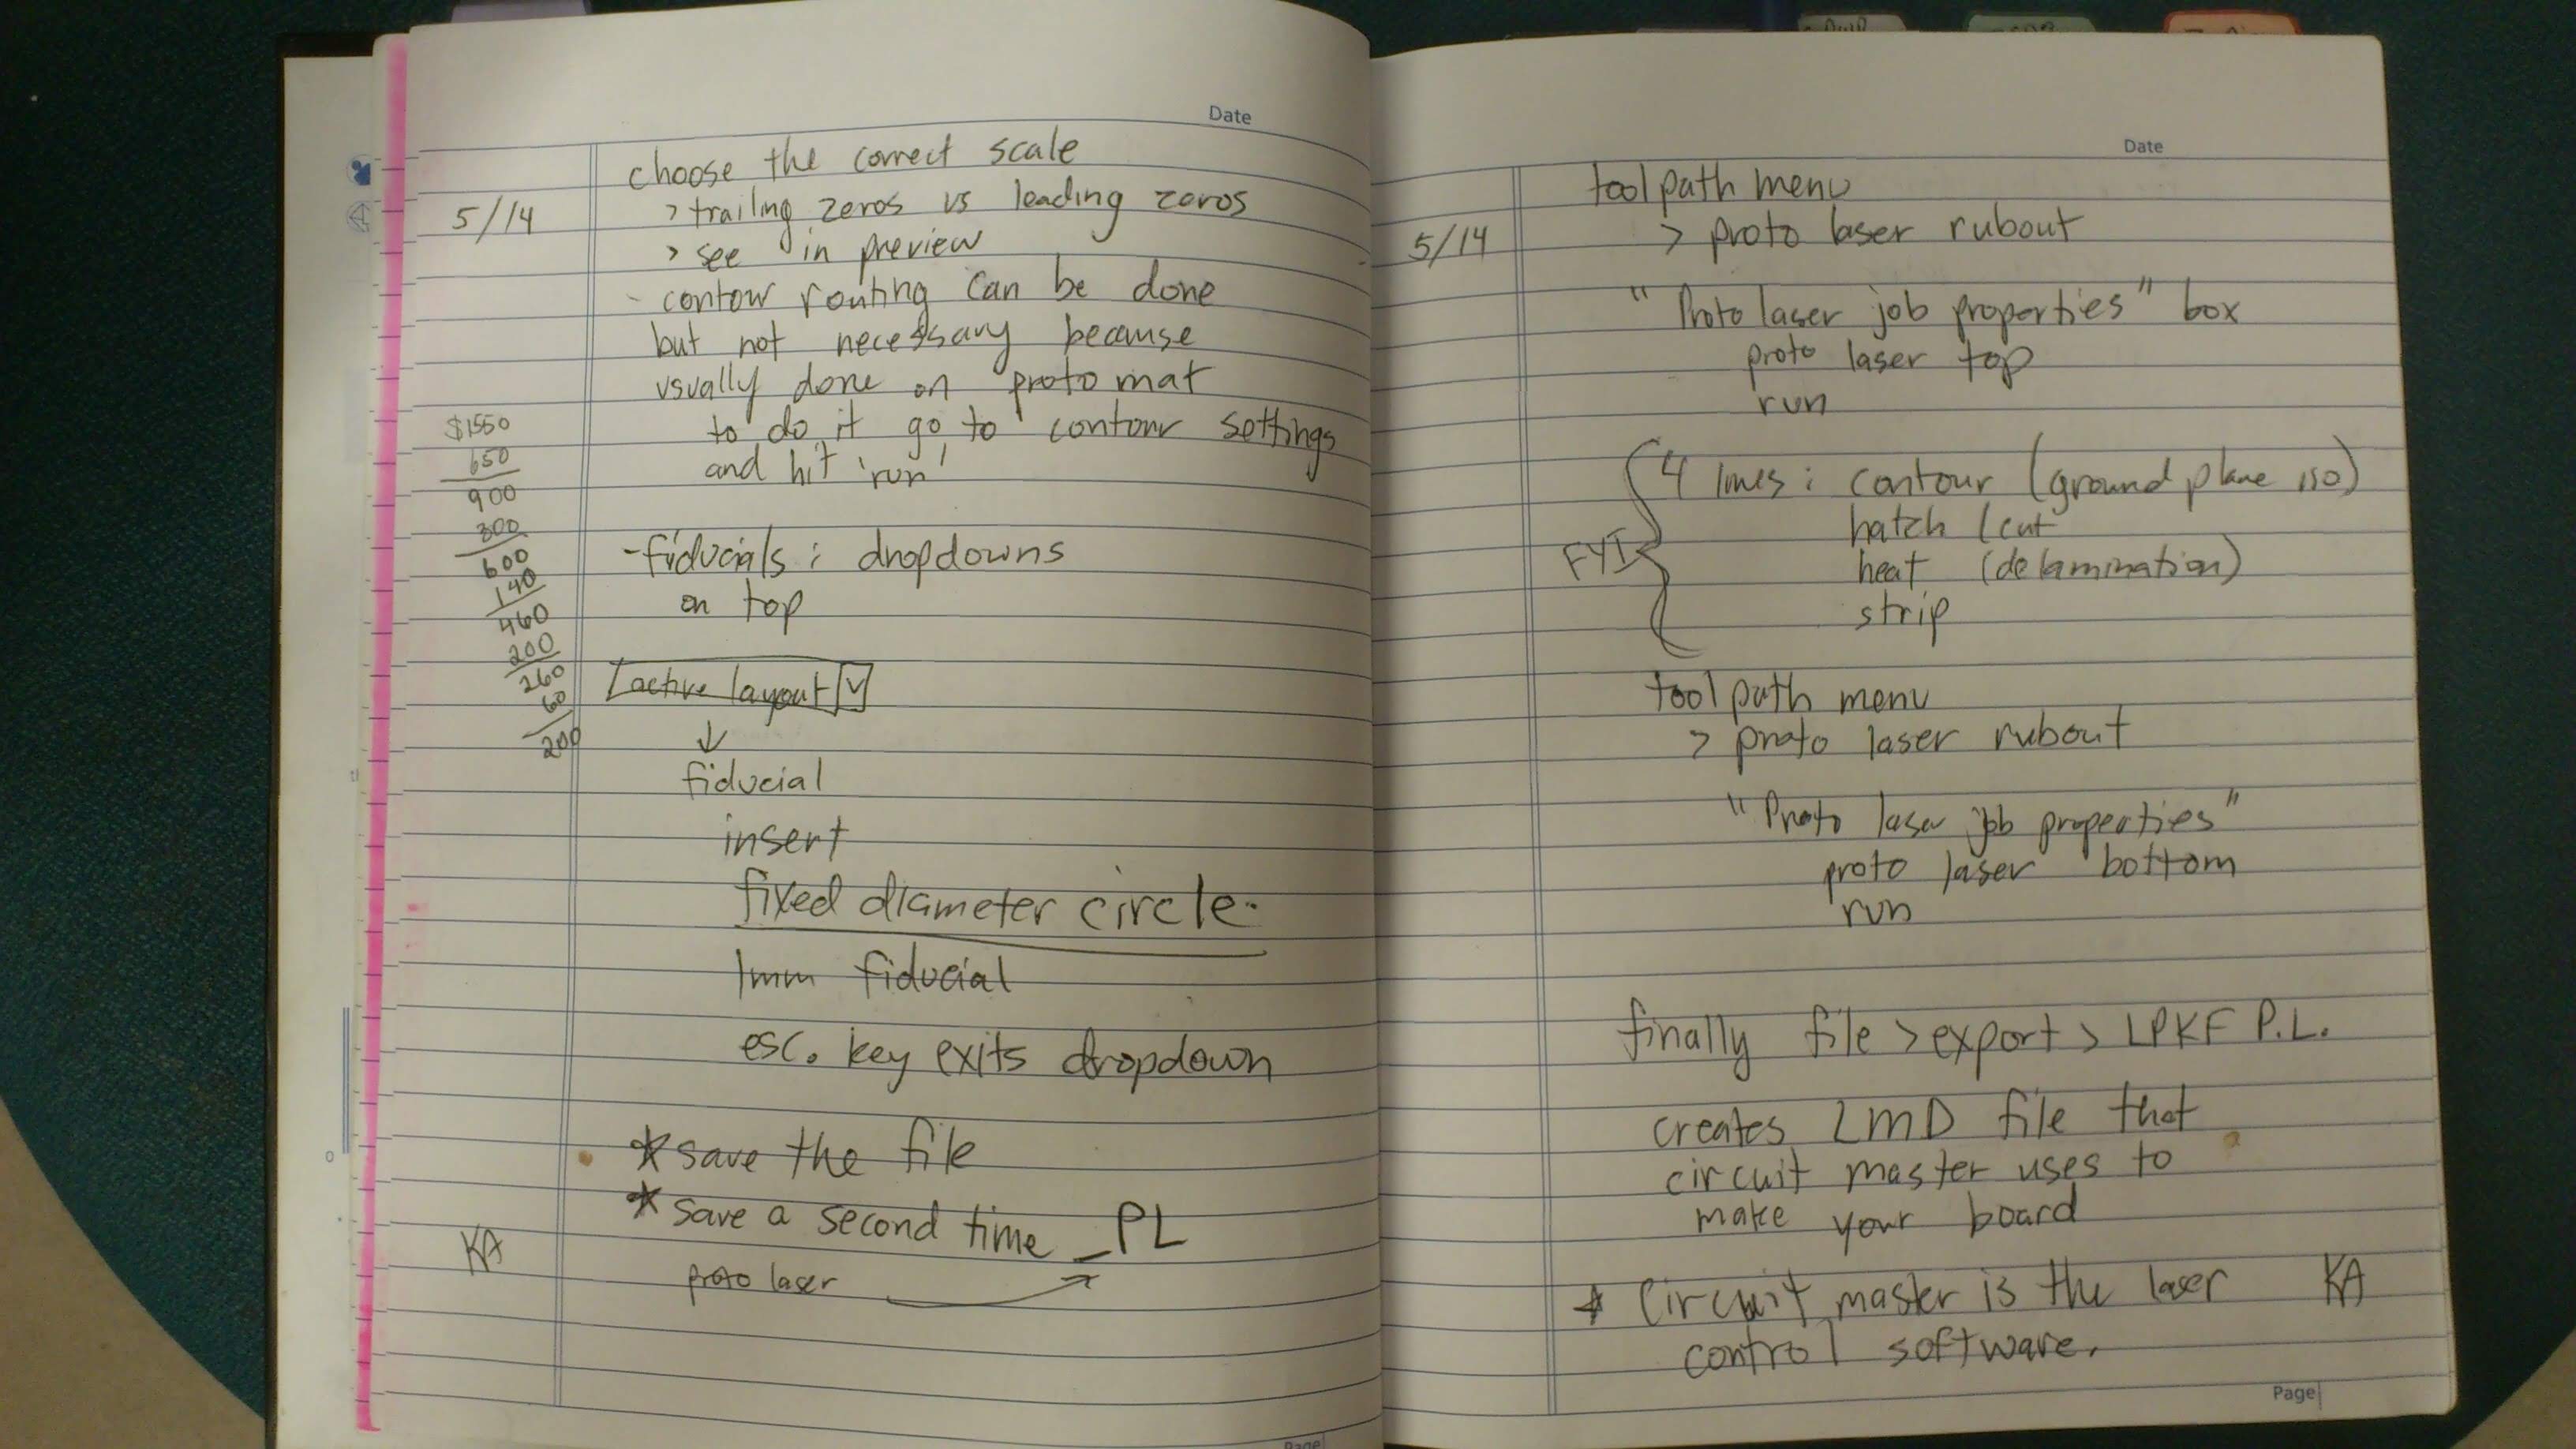 Date
choose the correct scale
5/14
> trailing zeros vs leading zeros
> see in preview
- contour routing can be done
but not necessary because
usually done on proto mat
to do it go to contour settings
and hit 'run'
$1550
650
900
300
600
140
460
200
260
60
200
-fiducials : dropdowns
on top
active layout
fiducial
insert
fixed diameter circle.
1mm fiducial
esc. key exits dropdown
* save the file
* save a second time _PL
proto laser
KA
Date
tool path menu
5/14
> proto laser rubout
"Proto laser job properties" box
proto laser top
run
FYI
4 lines : contour (ground plane iso)
hatch (cut
heat (delamination)
strip
tool path menu
> proto laser rubout
"Proto laser job properties"
proto laser bottom
run
finally file > export > LPKF P.L.
creates LMD file that
circuit master uses to
make your board
* Circuit master is the laser
control software.
KA
Page
Page